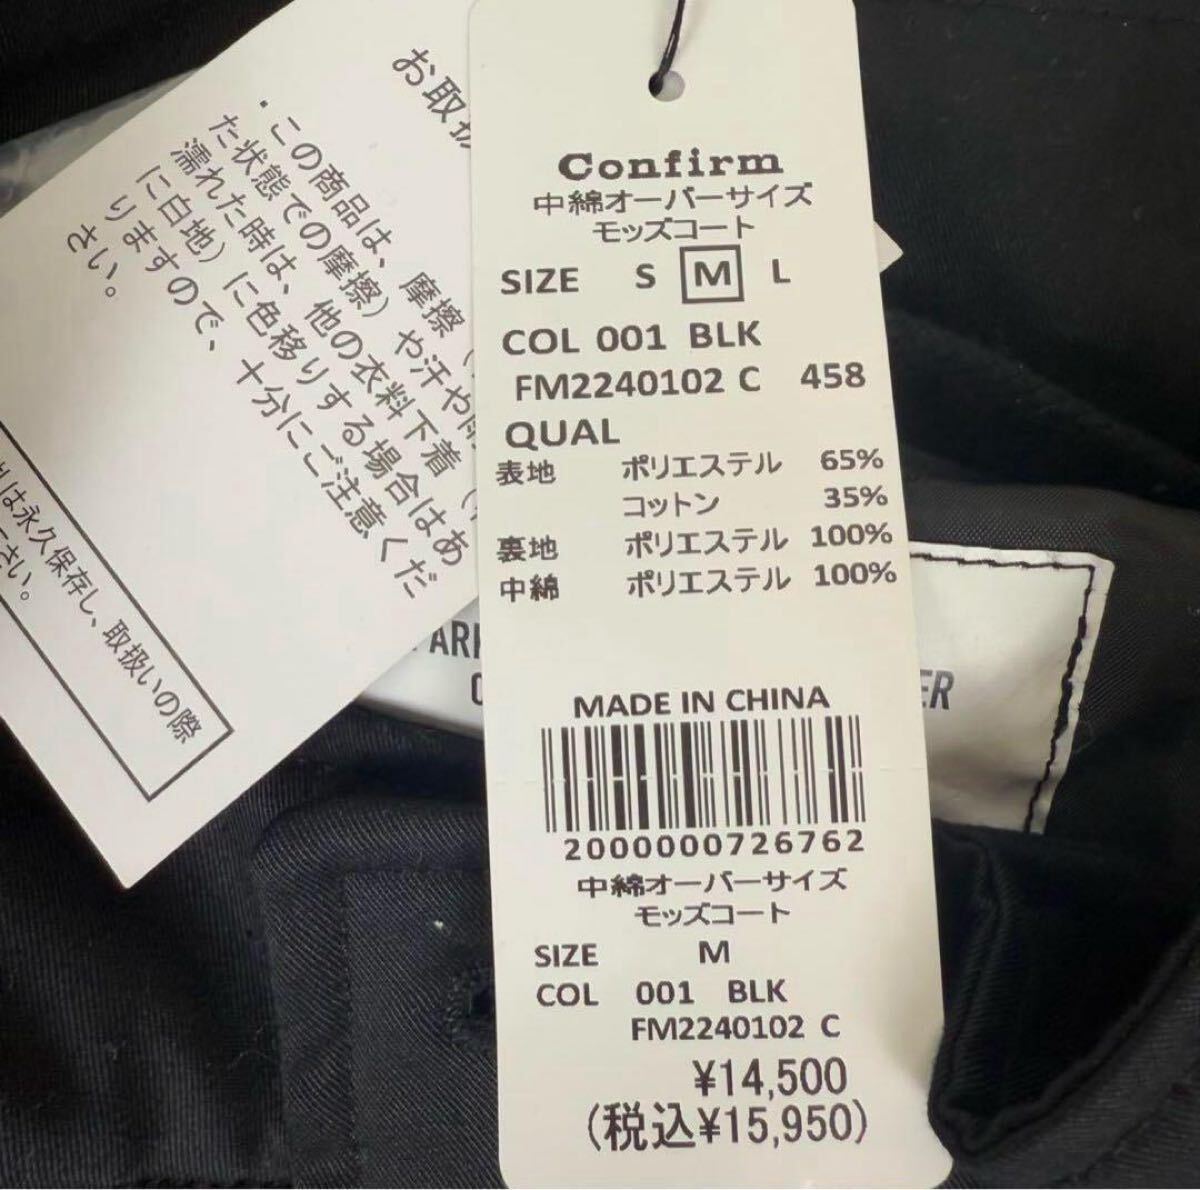 お取扱
・この商品は、摩擦（
た状態での摩擦）や汗や雨
濡れた時は、他の衣料下着（
に白地）に色移りする場合はあ
りますので、十分にご注意くだ
さい。
は永久保存し、取扱いの際
さい。
Confirm
中綿オーバーサイズ
モッズコート
SIZE S M L
COL 001 BLK
FM2240102 C 458
QUAL
表地 ポリエステル 65%
コットン 35%
裏地 ポリエステル 100%
中綿 ポリエステル 100%
MADE IN CHINA
2000000726762
中綿オーバーサイズ
モッズコート
SIZE M
COL 001 BLK
FM2240102 C
¥14,500
(税込¥15,950)